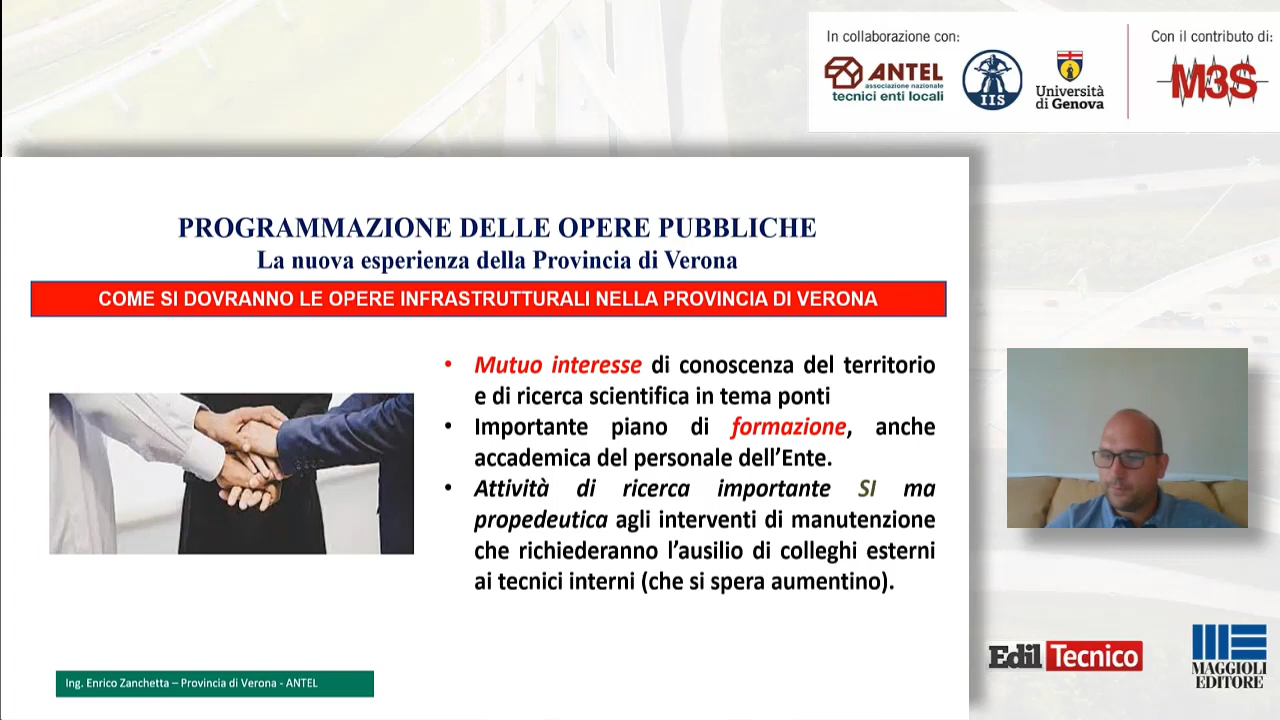 In collaborazione con:
Con il contributo di:
ANTEL
associazione nazionale
tecnici enti locali
IIS
Università
di Genova
M3S
PROGRAMMAZIONE DELLE OPERE PUBBLICHE
La nuova esperienza della Provincia di Verona
COME SI DOVRANNO LE OPERE INFRASTRUTTURALI NELLA PROVINCIA DI VERONA
• Mutuo interesse di conoscenza del territorio
e di ricerca scientifica in tema ponti
• Importante piano di formazione, anche
accademica del personale dell'Ente.
• Attività di ricerca importante SI ma
propedeutica agli interventi di manutenzione
che richiederanno l'ausilio di colleghi esterni
ai tecnici interni (che si spera aumentino).
Ing. Enrico Zanchetta – Provincia di Verona - ANTEL
Edil Tecnico
MAGGIOLI
EDITORE